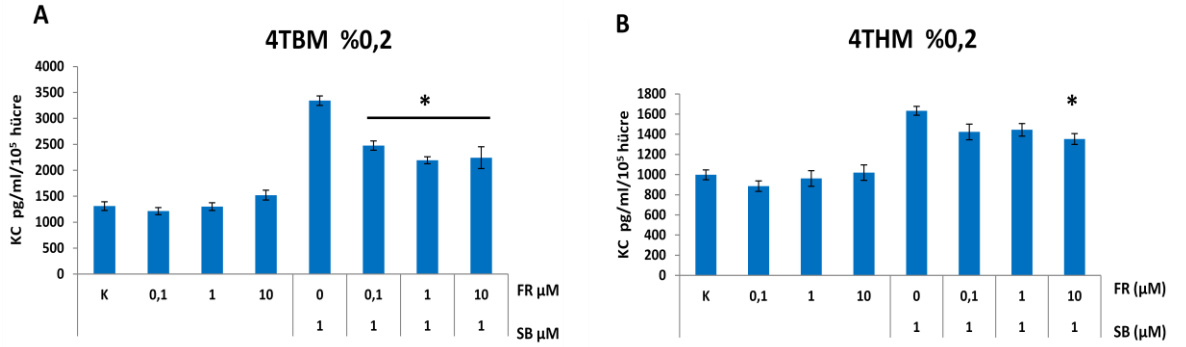 A
4TBM %0,2
KC pg/ml/10⁵ hücre
4000
3500
3000
2500
2000
1500
1000
500
0
*
K 0,1 1 10 0 0,1 1 10 FR µM
1 1 1 1 SB µM
B
4THM %0,2
KC pg/ml/10⁵ hücre
1800
1600
1400
1200
1000
800
600
400
200
0
*
K 0,1 1 10 0 0,1 1 10 FR (µM)
1 1 1 1 SB (µM)